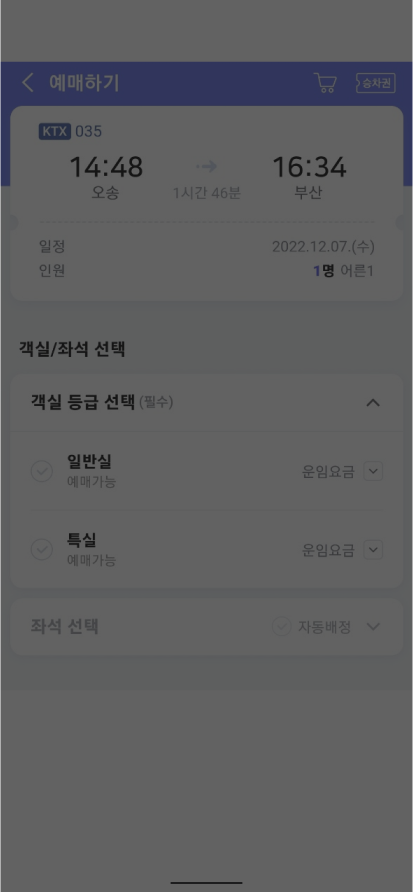 예매하기 승차권
KTX 035
14:48 16:34
오송 1시간 46분 부산
일정 2022.12.07.(수)
인원 1명 어른1
객실/좌석 선택
객실 등급 선택 (필수)
일반실
예매가능 운임요금
특실
예매가능 운임요금
좌석 선택 자동배정